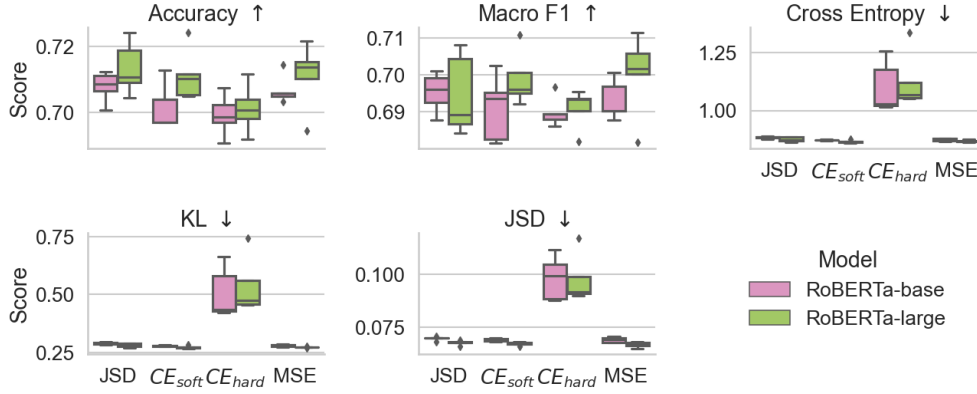 Accuracy ↑
Macro F1 ↑
Cross Entropy ↓
Score
0.72
0.70
0.71
0.70
0.69
1.25
1.00
JSD CE_soft CE_hard MSE
KL ↓
JSD ↓
Score
0.75
0.50
0.25
0.100
0.075
JSD CE_soft CE_hard MSE
JSD CE_soft CE_hard MSE
Model
RoBERTa-base
RoBERTa-large